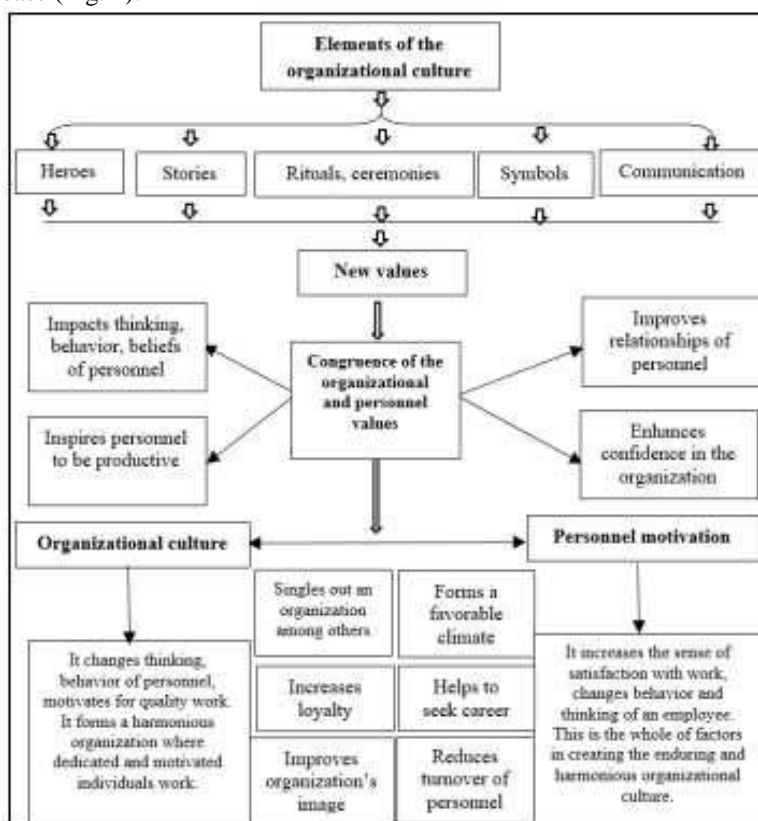 Elements of the
organizational culture
Heroes
Stories
Rituals, ceremonies
Symbols
Communication
New values
Impacts thinking,
behavior, beliefs
of personnel
Congruence of the
organizational
and personnel
values
Improves
relationships of
personnel
Inspires personnel
to be productive
Enhances
confidence in the
organization
Organizational culture
Personnel motivation
Singles out an
organization
among others
Forms a
favorable
climate
It changes thinking,
behavior of personnel,
motivates for quality work.
It forms a harmonious
organization where
dedicated and motivated
individuals work.
Increases
loyalty
Helps to
seek career
It increases the sense of
satisfaction with work,
changes behavior and
thinking of an employee.
This is the whole of factors
in creating the enduring and
harmonious organizational
culture.
Improves
organization's
image
Reduces
turnover of
personnel